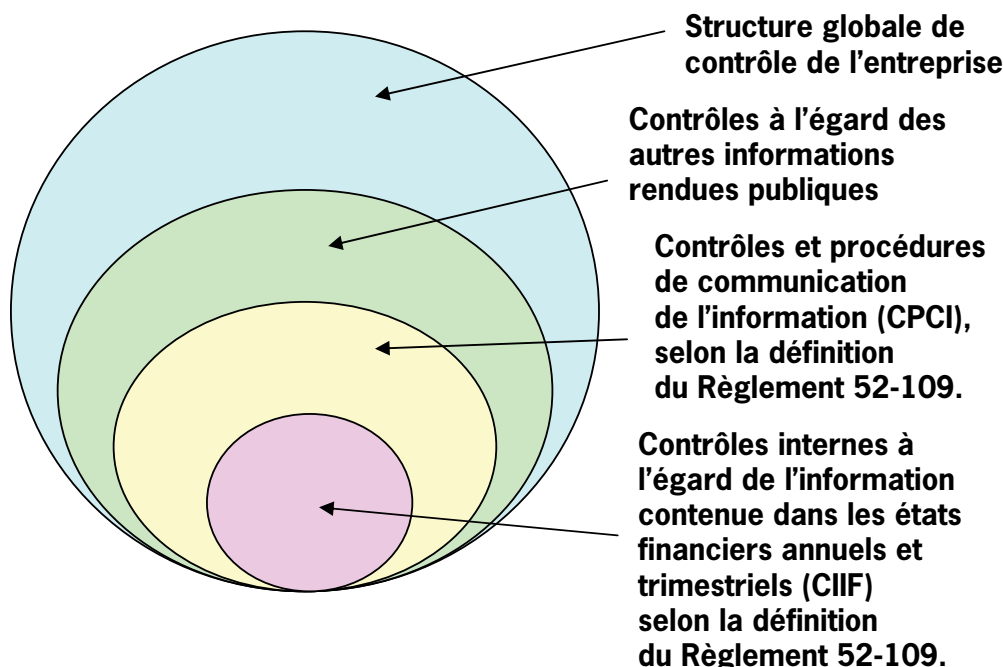 Structure globale de
contrôle de l’entreprise
Contrôles à l’égard des
autres informations
rendues publiques
Contrôles et procédures
de communication
de l’information (CPCI),
selon la définition
du Règlement 52-109.
Contrôles internes à
l’égard de l’information
contenue dans les états
financiers annuels et
trimestriels (CIIF)
selon la définition
du Règlement 52-109.